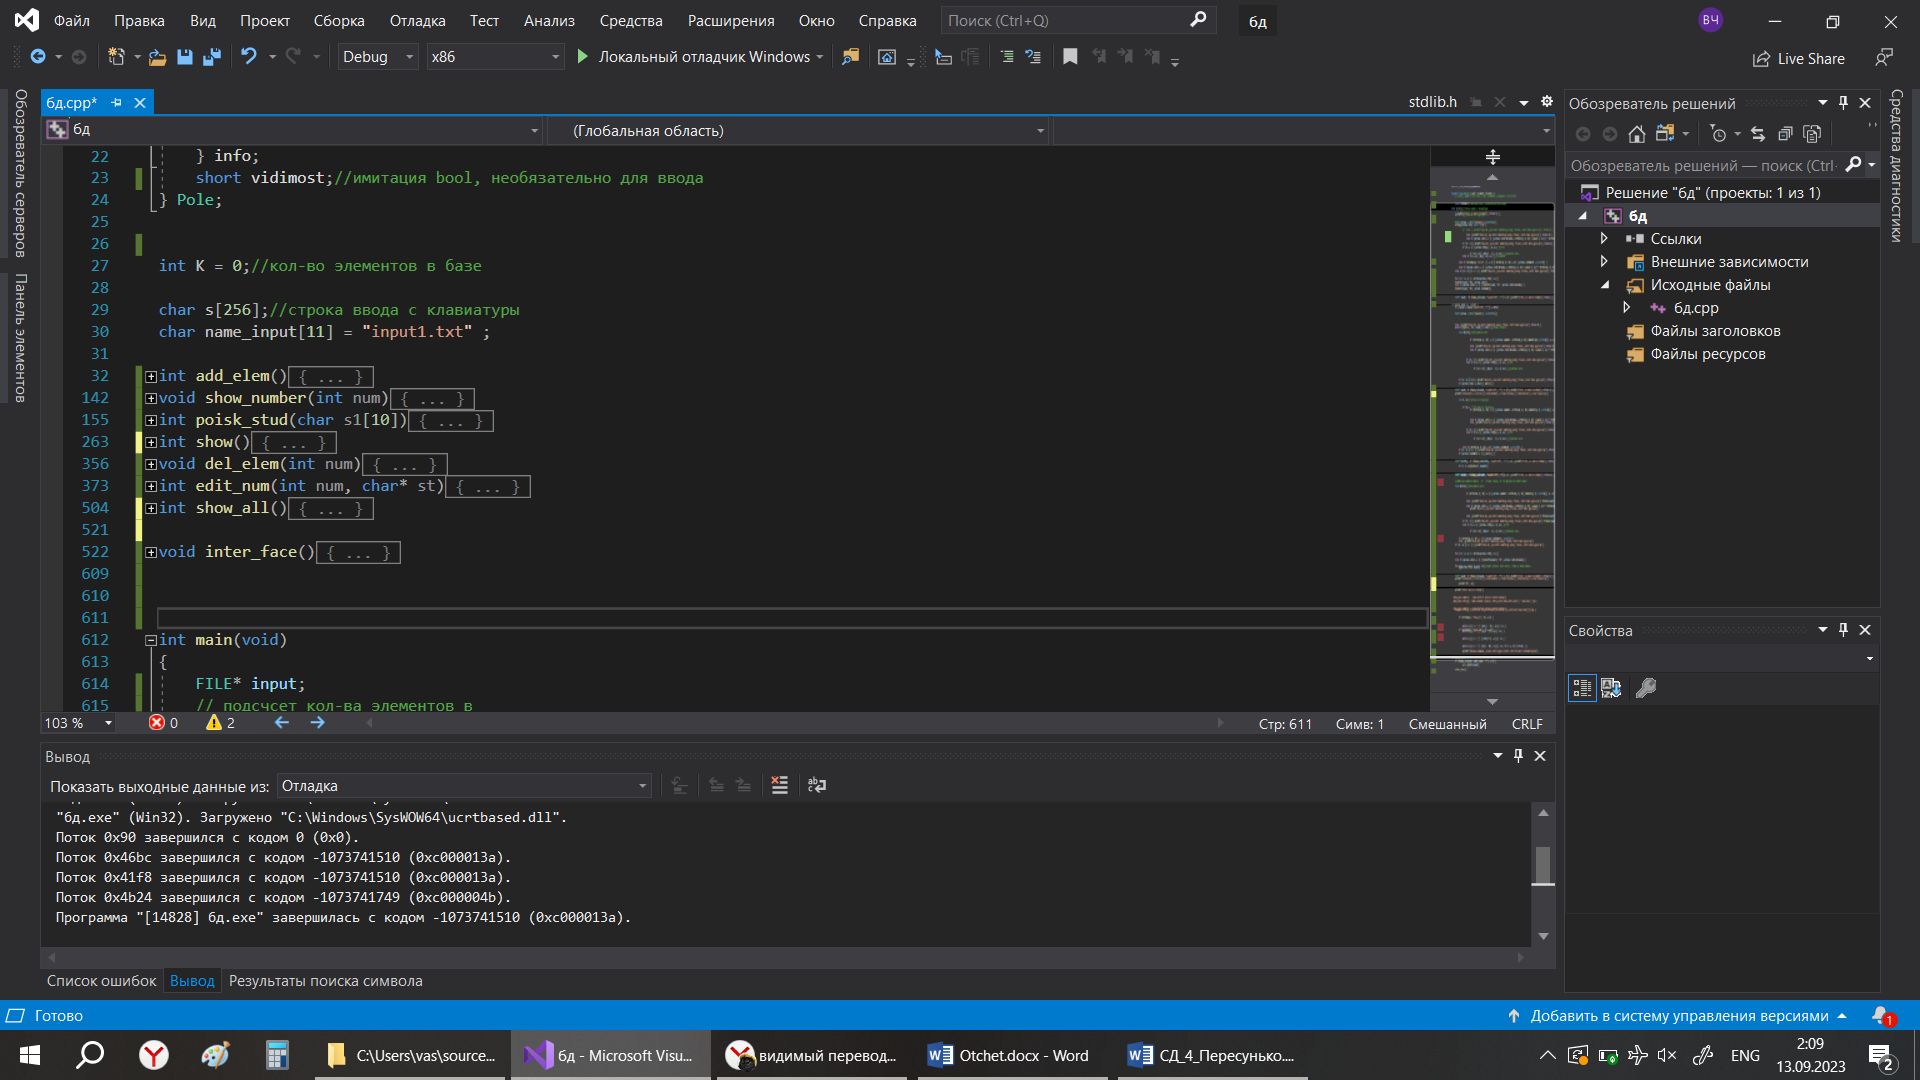 Файл Правка Вид Проект Сборка Отладка Тест Анализ Средства Расширения Окно Справка Поиск (Ctrl+Q) бд ВЧ
Debug x86 Локальный отладчик Windows Live Share
Обозреватель серверов
Панель элементов
бд.cpp* stdlib.h
бд (Глобальная область)
22 } info;
23 short vidimost;//имитация bool, необязательно для ввода
24 } Pole;
25
26
27 int K = 0;//кол-во элементов в базе
28
29 char s[256];//строка ввода с клавиатуры
30 char name_input[11] = "input1.txt" ;
31
32 int add_elem(){ ... }
142 void show_number(int num){ ... }
155 int poisk_stud(char s1[10]){ ... }
263 int show(){ ... }
356 void del_elem(int num){ ... }
373 int edit_num(int num, char* st){ ... }
504 int show_all(){ ... }
521
522 void inter_face(){ ... }
609
610
611
612 int main(void)
613 {
614 FILE* input;
615 // подсчсет кол-ва элементов в
103 % 0 2 Стр: 611 Симв: 1 Смешанный CRLF
Вывод
Показать выходные данные из: Отладка
"бд.exe" (Win32). Загружено "C:\Windows\SysWOW64\ucrtbased.dll".
Поток 0x90 завершился с кодом 0 (0x0).
Поток 0x46bc завершился с кодом -1073741510 (0xc000013a).
Поток 0x41f8 завершился с кодом -1073741510 (0xc000013a).
Поток 0x4b24 завершился с кодом -1073741749 (0xc000004b).
Программа "[14828] бд.exe" завершилась с кодом -1073741510 (0xc000013a).
Список ошибок Вывод Результаты поиска символа
Обозреватель решений
Обозреватель решений — поиск (Ctrl-
Решение "бд" (проекты: 1 из 1)
бд
Ссылки
Внешние зависимости
Исходные файлы
бд.cpp
Файлы заголовков
Файлы ресурсов
Свойства
Средства диагностики
Готово Добавить в систему управления версиями 1
C:\Users\vas\source... бд - Microsoft Visu... видимый перевод... Otchet.docx - Word СД_4_Пересунько.... ENG 2:09
13.09.2023 2